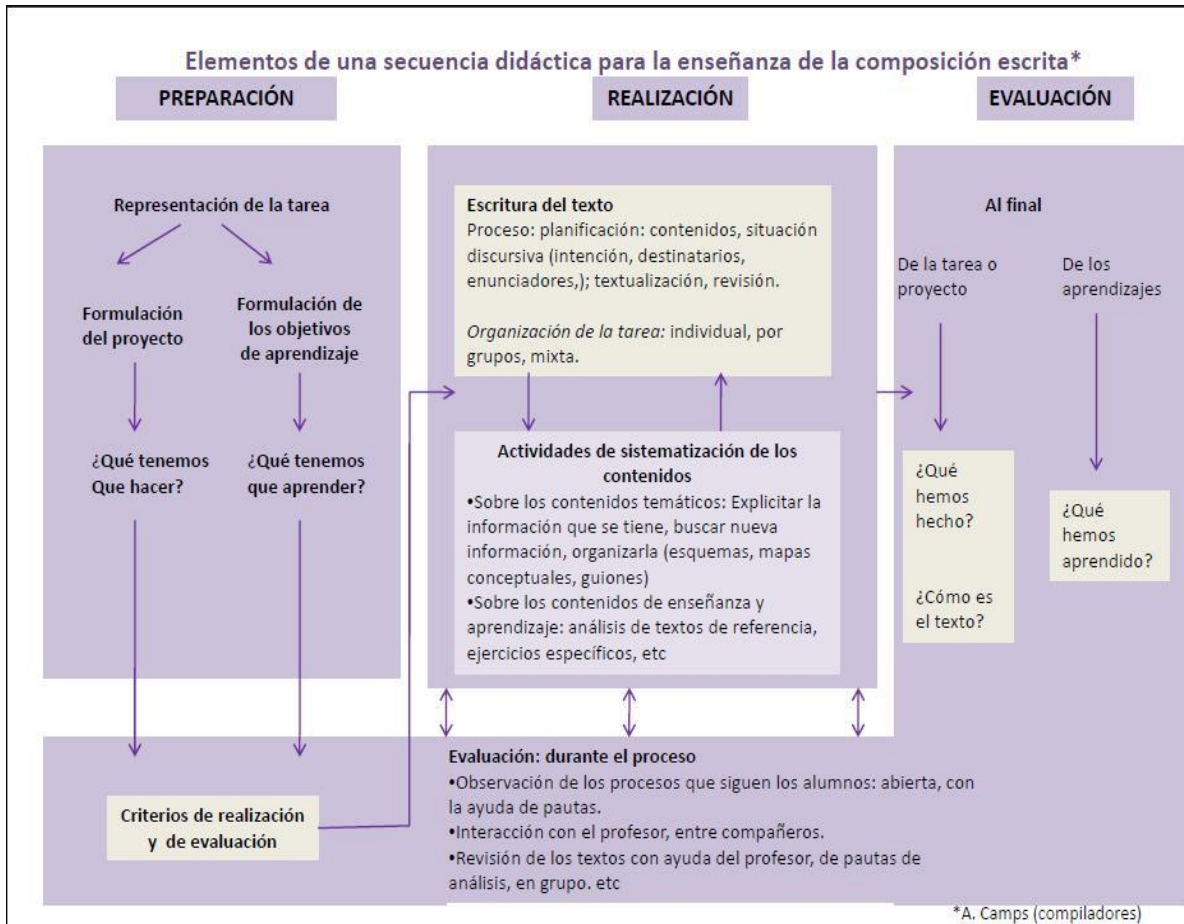 Elementos de una secuencia didáctica para la enseñanza de la composición escrita*
PREPARACIÓN
REALIZACIÓN
EVALUACIÓN
Representación de la tarea
Formulación
del proyecto
Formulación de
los objetivos
de aprendizaje
¿Qué tenemos
Que hacer?
¿Qué tenemos
que aprender?
Criterios de realización
y de evaluación
Escritura del texto
Proceso: planificación: contenidos, situación
discursiva (intención, destinatarios,
enunciadores,); textualización, revisión.
Organización de la tarea: individual, por
grupos, mixta.
Actividades de sistematización de los
contenidos
•Sobre los contenidos temáticos: Explicitar la
información que se tiene, buscar nueva
información, organizarla (esquemas, mapas
conceptuales, guiones)
•Sobre los contenidos de enseñanza y
aprendizaje: análisis de textos de referencia,
ejercicios específicos, etc
Evaluación: durante el proceso
•Observación de los procesos que siguen los alumnos: abierta, con
la ayuda de pautas.
•Interacción con el profesor, entre compañeros.
•Revisión de los textos con ayuda del profesor, de pautas de
análisis, en grupo. etc
Al final
De la tarea o
proyecto
De los
aprendizajes
¿Qué
hemos
hecho?
¿Cómo es
el texto?
¿Qué
hemos
aprendido?
*A. Camps (compiladores)